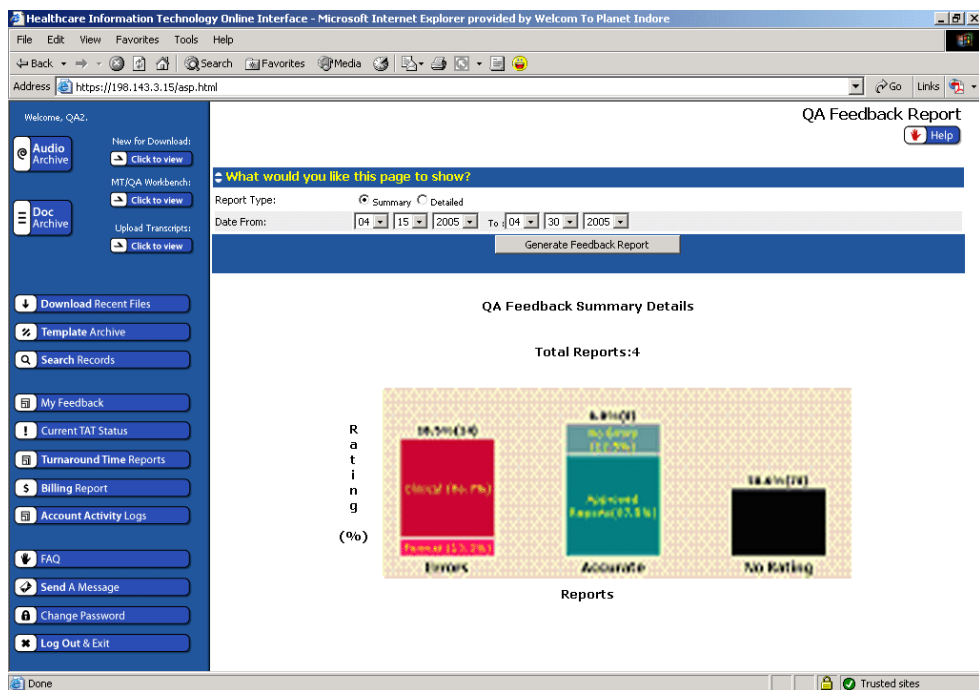 Healthcare Information Technology Online Interface - Microsoft Internet Explorer provided by Welcom To Planet Indore
File Edit View Favorites Tools Help
Back Search Favorites Media
Address https://198.143.3.15/asp.html Go Links
Welcome, QA2.
Audio Archive
New for Download:
Click to view
MT/QA Workbench:
Click to view
Doc Archive
Upload Transcripts:
Click to view
Download Recent Files
Template Archive
Search Records
My Feedback
Current TAT Status
Turnaround Time Reports
Billing Report
Account Activity Logs
FAQ
Send A Message
Change Password
Log Out & Exit
QA Feedback Report
Help
What would you like this page to show?
Report Type: Summary Detailed
Date From: 04 15 2005 To : 04 30 2005
Generate Feedback Report
QA Feedback Summary Details
Total Reports:4
Rating (%)
Errors Accurate No Rating
Reports
Done Trusted sites